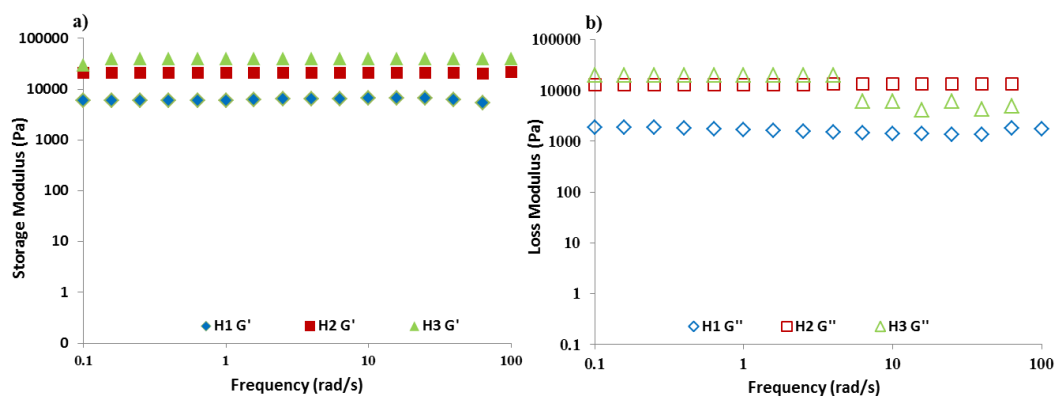 a)
Storage Modulus (Pa)
100000
10000
1000
100
10
1
0
H1 G' H2 G' H3 G'
0.1 1 10 100
Frequency (rad/s)
b)
Loss Modulus (Pa)
100000
10000
1000
100
10
1
0.1
H1 G'' H2 G'' H3 G''
0.1 1 10 100
Frequency (rad/s)